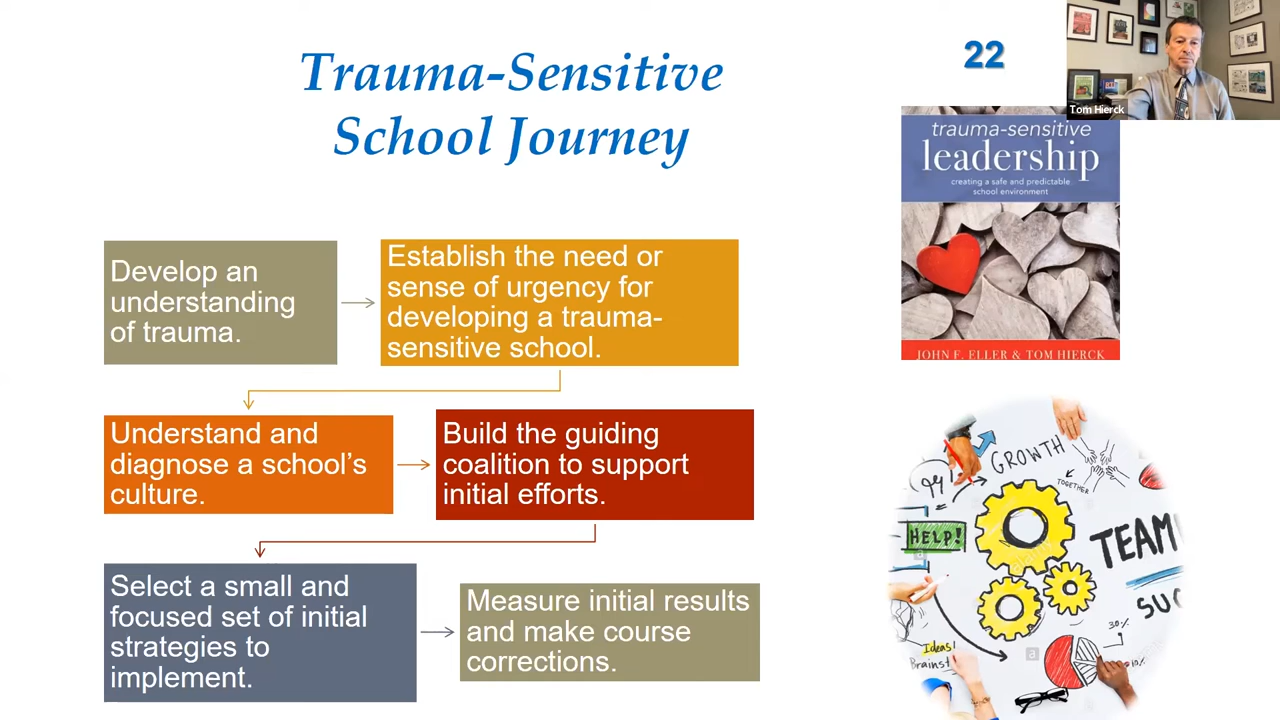 Trauma-Sensitive
School Journey
22
Tom Hierck
trauma-sensitive
leadership
creating a safe and predictable
school environment
JOHN F. ELLER & TOM HIERCK
Develop an
understanding
of trauma.
Establish the need or
sense of urgency for
developing a trauma-
sensitive school.
Understand and
diagnose a school's
culture.
Build the guiding
coalition to support
initial efforts.
Select a small and
focused set of initial
strategies to
implement.
Measure initial results
and make course
corrections.
GROWTH
TOGETHER
HELP!
TEAM
SUC
30%
Ideas!
Brainst